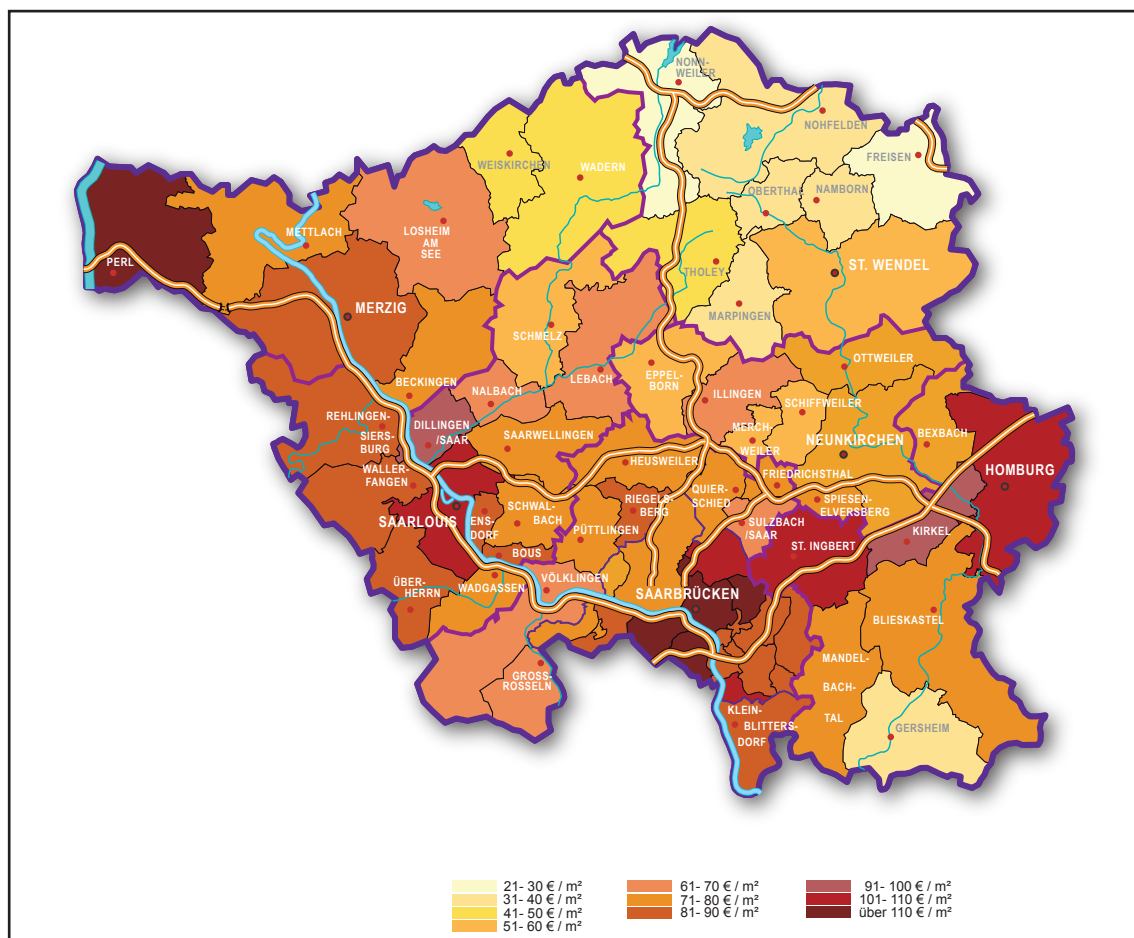 NONN-
WEILER
NOHFELDEN
FREISEN
WEISKIRCHEN
WADERN
OBERTHAL
NAMBORN
METTLACH
LOSHEIM
AM
SEE
PERL
THOLEY
ST. WENDEL
MERZIG
MARPINGEN
SCHMELZ
OTTWEILER
EPPEL-
BORN
LEBACH
BECKINGEN
NALBACH
ILLINGEN
SCHIFFWEILER
REHLINGEN-
SIERS-
BURG
DILLINGEN
/SAAR
SAARWELLINGEN
MERCH-
WEILER
NEUNKIRCHEN
BEXBACH
HEUSWEILER
WALLER-
FANGEN
FRIEDRICHSTHAL
HOMBURG
QUIER-
SCHIED
SPIESEN-
ELVERSBERG
SAARLOUIS
ENS-
DORF
SCHWAL-
BACH
RIEGELS-
BERG
PÜTTLINGEN
SULZBACH
/SAAR
KIRKEL
ST. INGBERT
BOUS
ÜBER-
HERRN
WADGASSEN
VÖLKLINGEN
SAARBRÜCKEN
BLIESKASTEL
MANDEL-
BACH-
TAL
GROSS-
ROSSELN
KLEIN-
BLITTERS-
DORF
GERSHEIM
21- 30 € / m²
31- 40 € / m²
41- 50 € / m²
51- 60 € / m²
61- 70 € / m²
71- 80 € / m²
81- 90 € / m²
91- 100 € / m²
101- 110 € / m²
über 110 € / m²